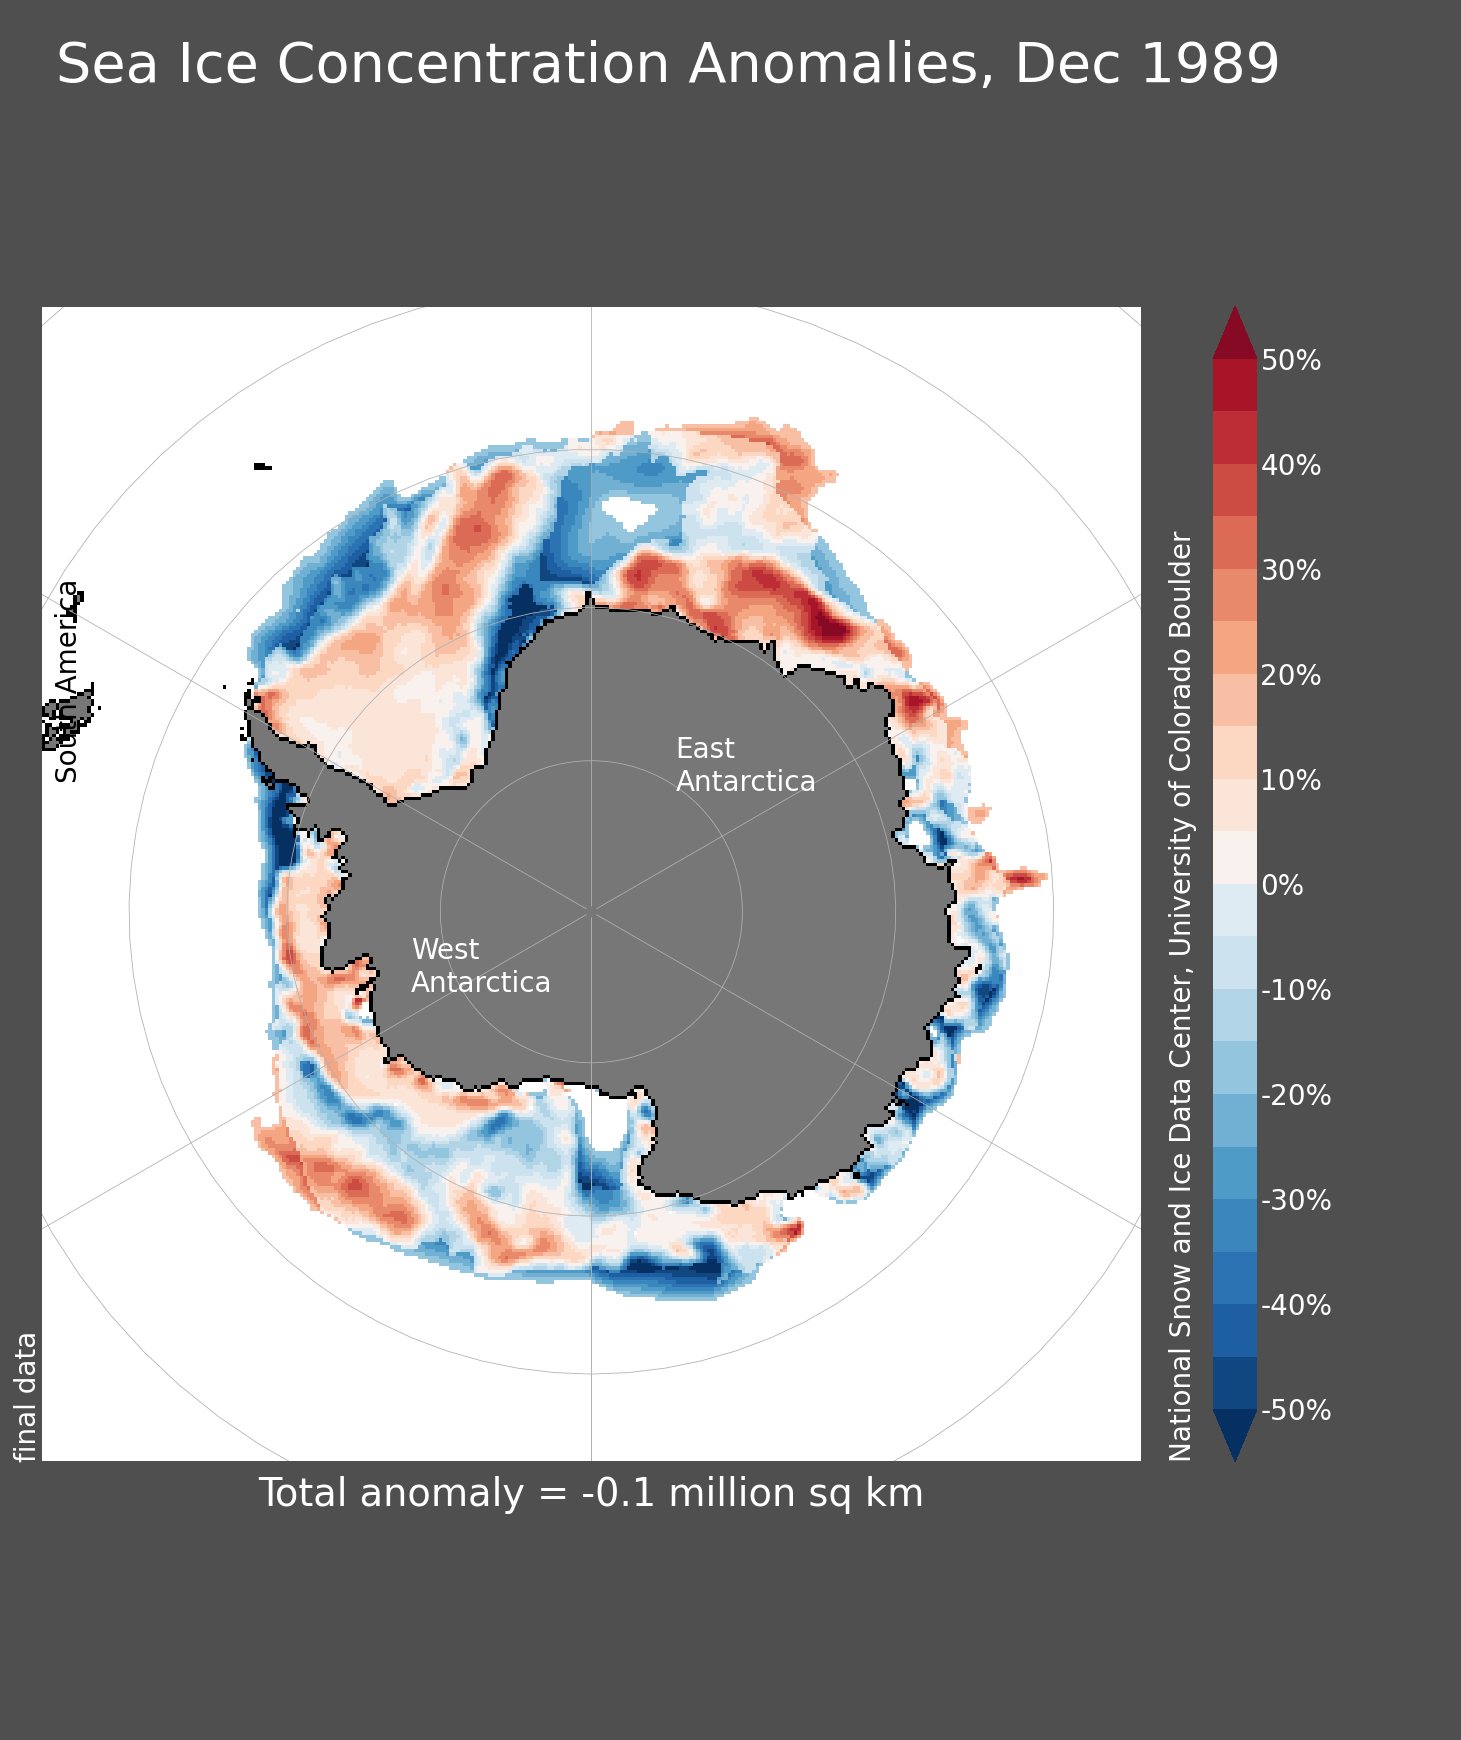 Sea Ice Concentration Anomalies, Dec 1989
South America
East
Antarctica
West
Antarctica
final data
National Snow and Ice Data Center, University of Colorado Boulder
50%
40%
30%
20%
10%
0%
-10%
-20%
-30%
-40%
-50%
Total anomaly = -0.1 million sq km